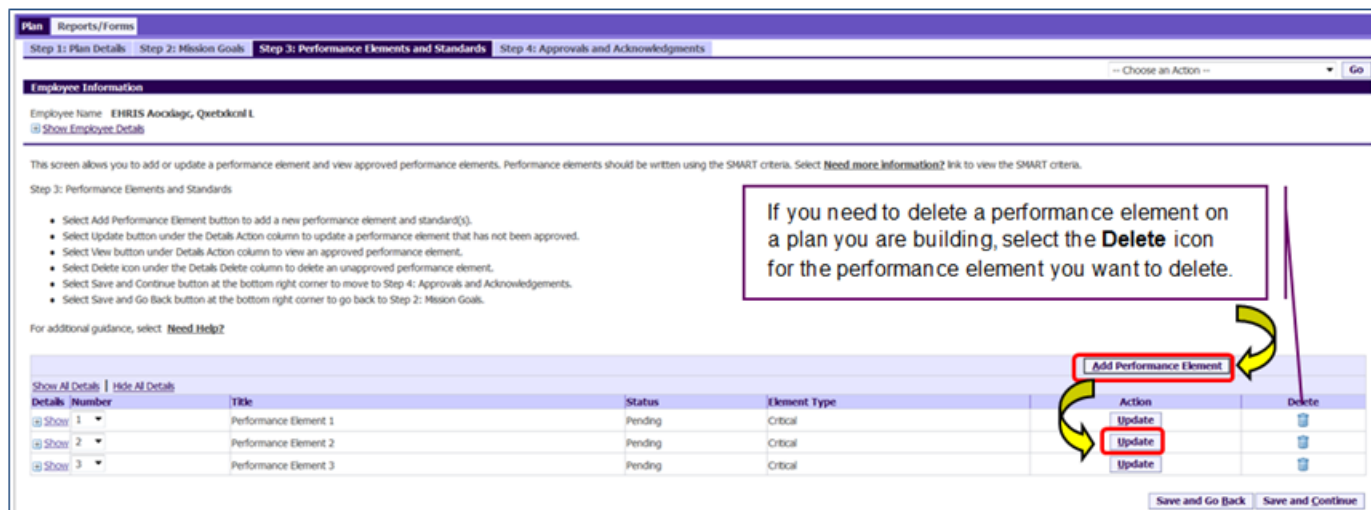 Plan Reports/Forms
Step 1: Plan Details Step 2: Mission Goals Step 3: Performance Elements and Standards Step 4: Approvals and Acknowledgments
-- Choose an Action -- Go
Employee Information
Employee Name EHRIS Aocxlagc, Qxetxkcnl L
Show Employee Details
This screen allows you to add or update a performance element and view approved performance elements. Performance elements should be written using the SMART criteria. Select Need more information? link to view the SMART criteria.
Step 3: Performance Elements and Standards
If you need to delete a performance element on
a plan you are building, select the Delete icon
for the performance element you want to delete.
• Select Add Performance Element button to add a new performance element and standard(s).
• Select Update button under the Details Action column to update a performance element that has not been approved.
• Select View button under Details Action column to view an approved performance element.
• Select Delete icon under the Details Delete column to delete an unapproved performance element.
• Select Save and Continue button at the bottom right corner to move to Step 4: Approvals and Acknowledgements.
• Select Save and Go Back button at the bottom right corner to go back to Step 2: Mission Goals.
For additional guidance, select Need Help?
Add Performance Element
Show All Details | Hide All Details
Details Number Title Status Element Type Action Delete
Show 1 Performance Element 1 Pending Critical Update
Show 2 Performance Element 2 Pending Critical Update
Show 3 Performance Element 3 Pending Critical Update
Save and Go Back Save and Continue